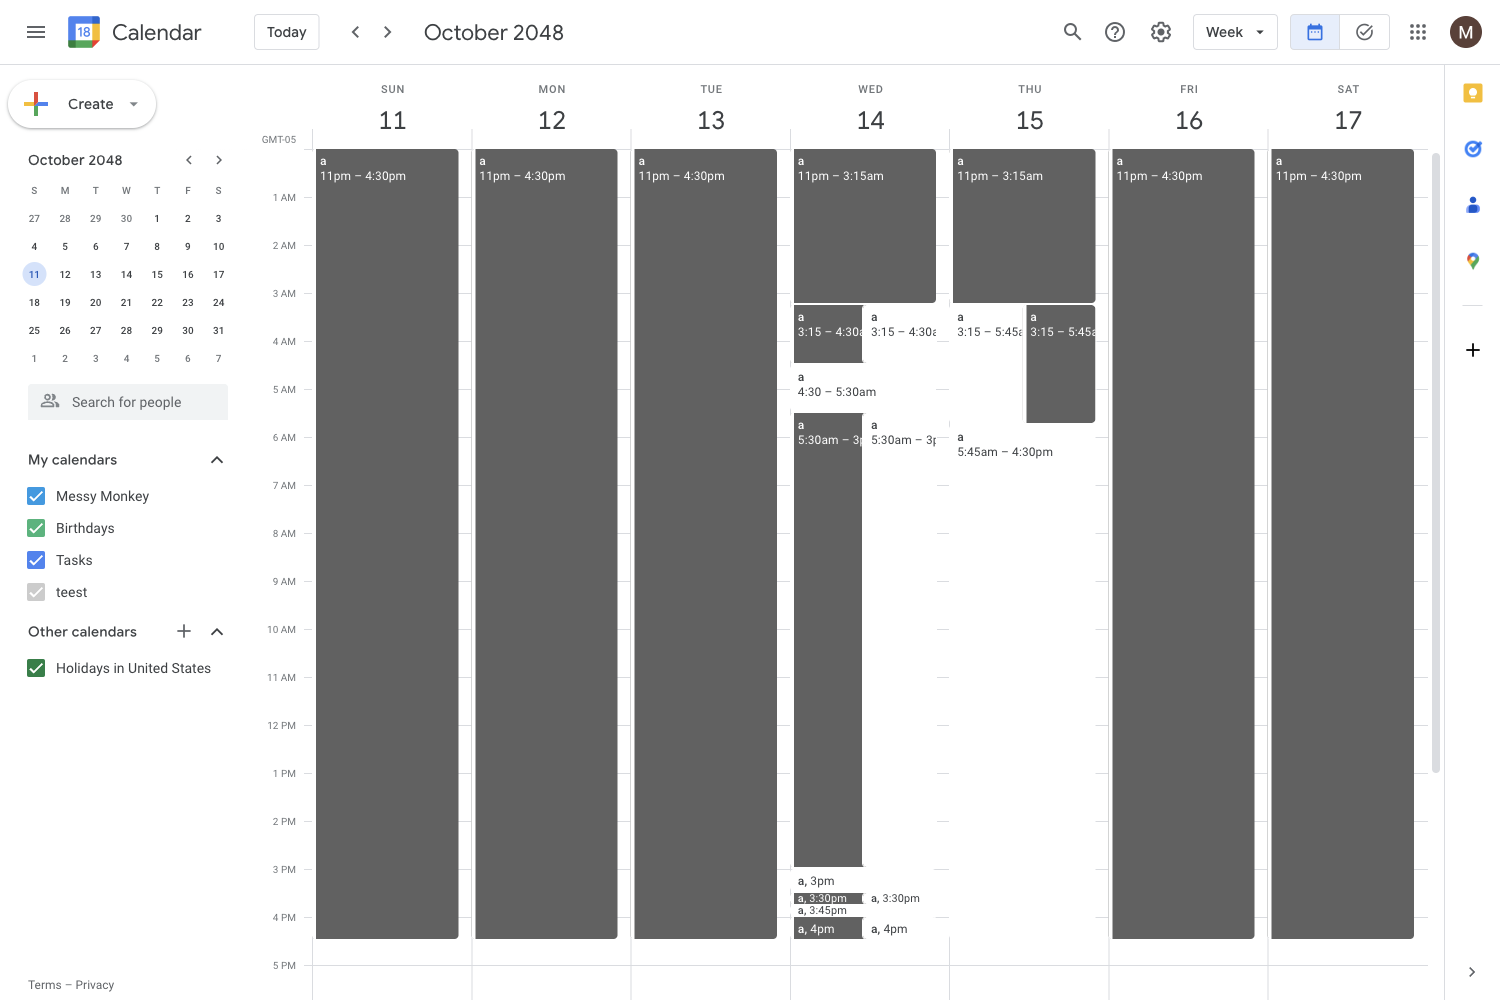 18 Calendar Today October 2048 Week M
Create
SUN MON TUE WED THU FRI SAT
11 12 13 14 15 16 17
GMT-05
October 2048
S M T W T F S
27 28 29 30 1 2 3
4 5 6 7 8 9 10
11 12 13 14 15 16 17
18 19 20 21 22 23 24
25 26 27 28 29 30 31
1 2 3 4 5 6 7
Search for people
My calendars
Messy Monkey
Birthdays
Tasks
teest
Other calendars
Holidays in United States
Terms – Privacy
1 AM
2 AM
3 AM
4 AM
5 AM
6 AM
7 AM
8 AM
9 AM
10 AM
11 AM
12 PM
1 PM
2 PM
3 PM
4 PM
5 PM
a
11pm – 4:30pm
a
11pm – 4:30pm
a
11pm – 4:30pm
a
11pm – 3:15am
a
3:15 – 4:30a
a
3:15 – 4:30a
a
4:30 – 5:30am
a
5:30am – 3p
a
5:30am – 3p
a, 3pm
a, 3:30pm
a, 3:30pm
a, 3:45pm
a, 4pm
a, 4pm
a
11pm – 3:15am
a
3:15 – 5:45a
a
3:15 – 5:45a
a
5:45am – 4:30pm
a
11pm – 4:30pm
a
11pm – 4:30pm